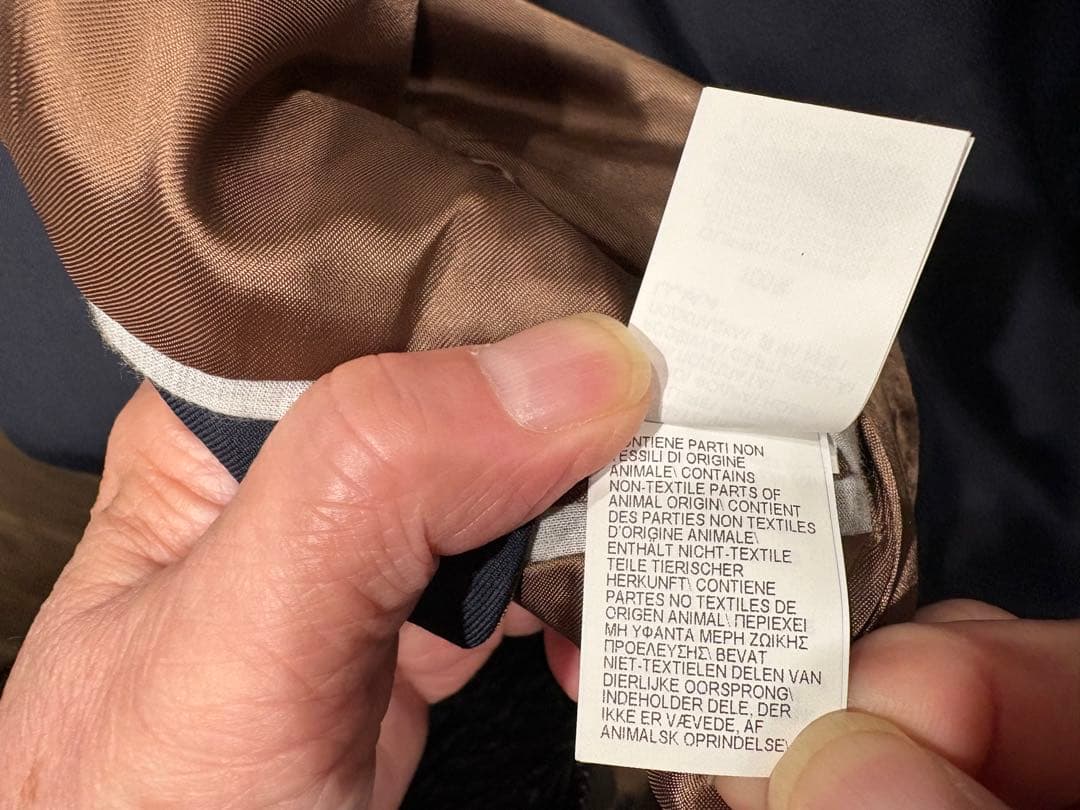 ONTIENE PARTI NON
ESSILI DI ORIGINE
ANIMALE\ CONTAINS
NON-TEXTILE PARTS OF
ANIMAL ORIGIN\ CONTIENT
DES PARTIES NON TEXTILES
D'ORIGINE ANIMALE\
ENTHÄLT NICHT-TEXTILE
TEILE TIERISCHER
HERKUNFT\ CONTIENE
PARTES NO TEXTILES DE
ORIGEN ANIMAL\ ΠΕΡΙΕΧΕΙ
ΜΗ ΥΦΑΝΤΑ ΜΕΡΗ ΖΩΙΚΗΣ
ΠΡΟΕΛΕΥΣΗΣ\ BEVAT
NIET-TEXTIELEN DELEN VAN
DIERLIJKE OORSPRONG\
INDEHOLDER DELE, DER
IKKE ER VÆVEDE, AF
ANIMALSK OPRINDELSE\